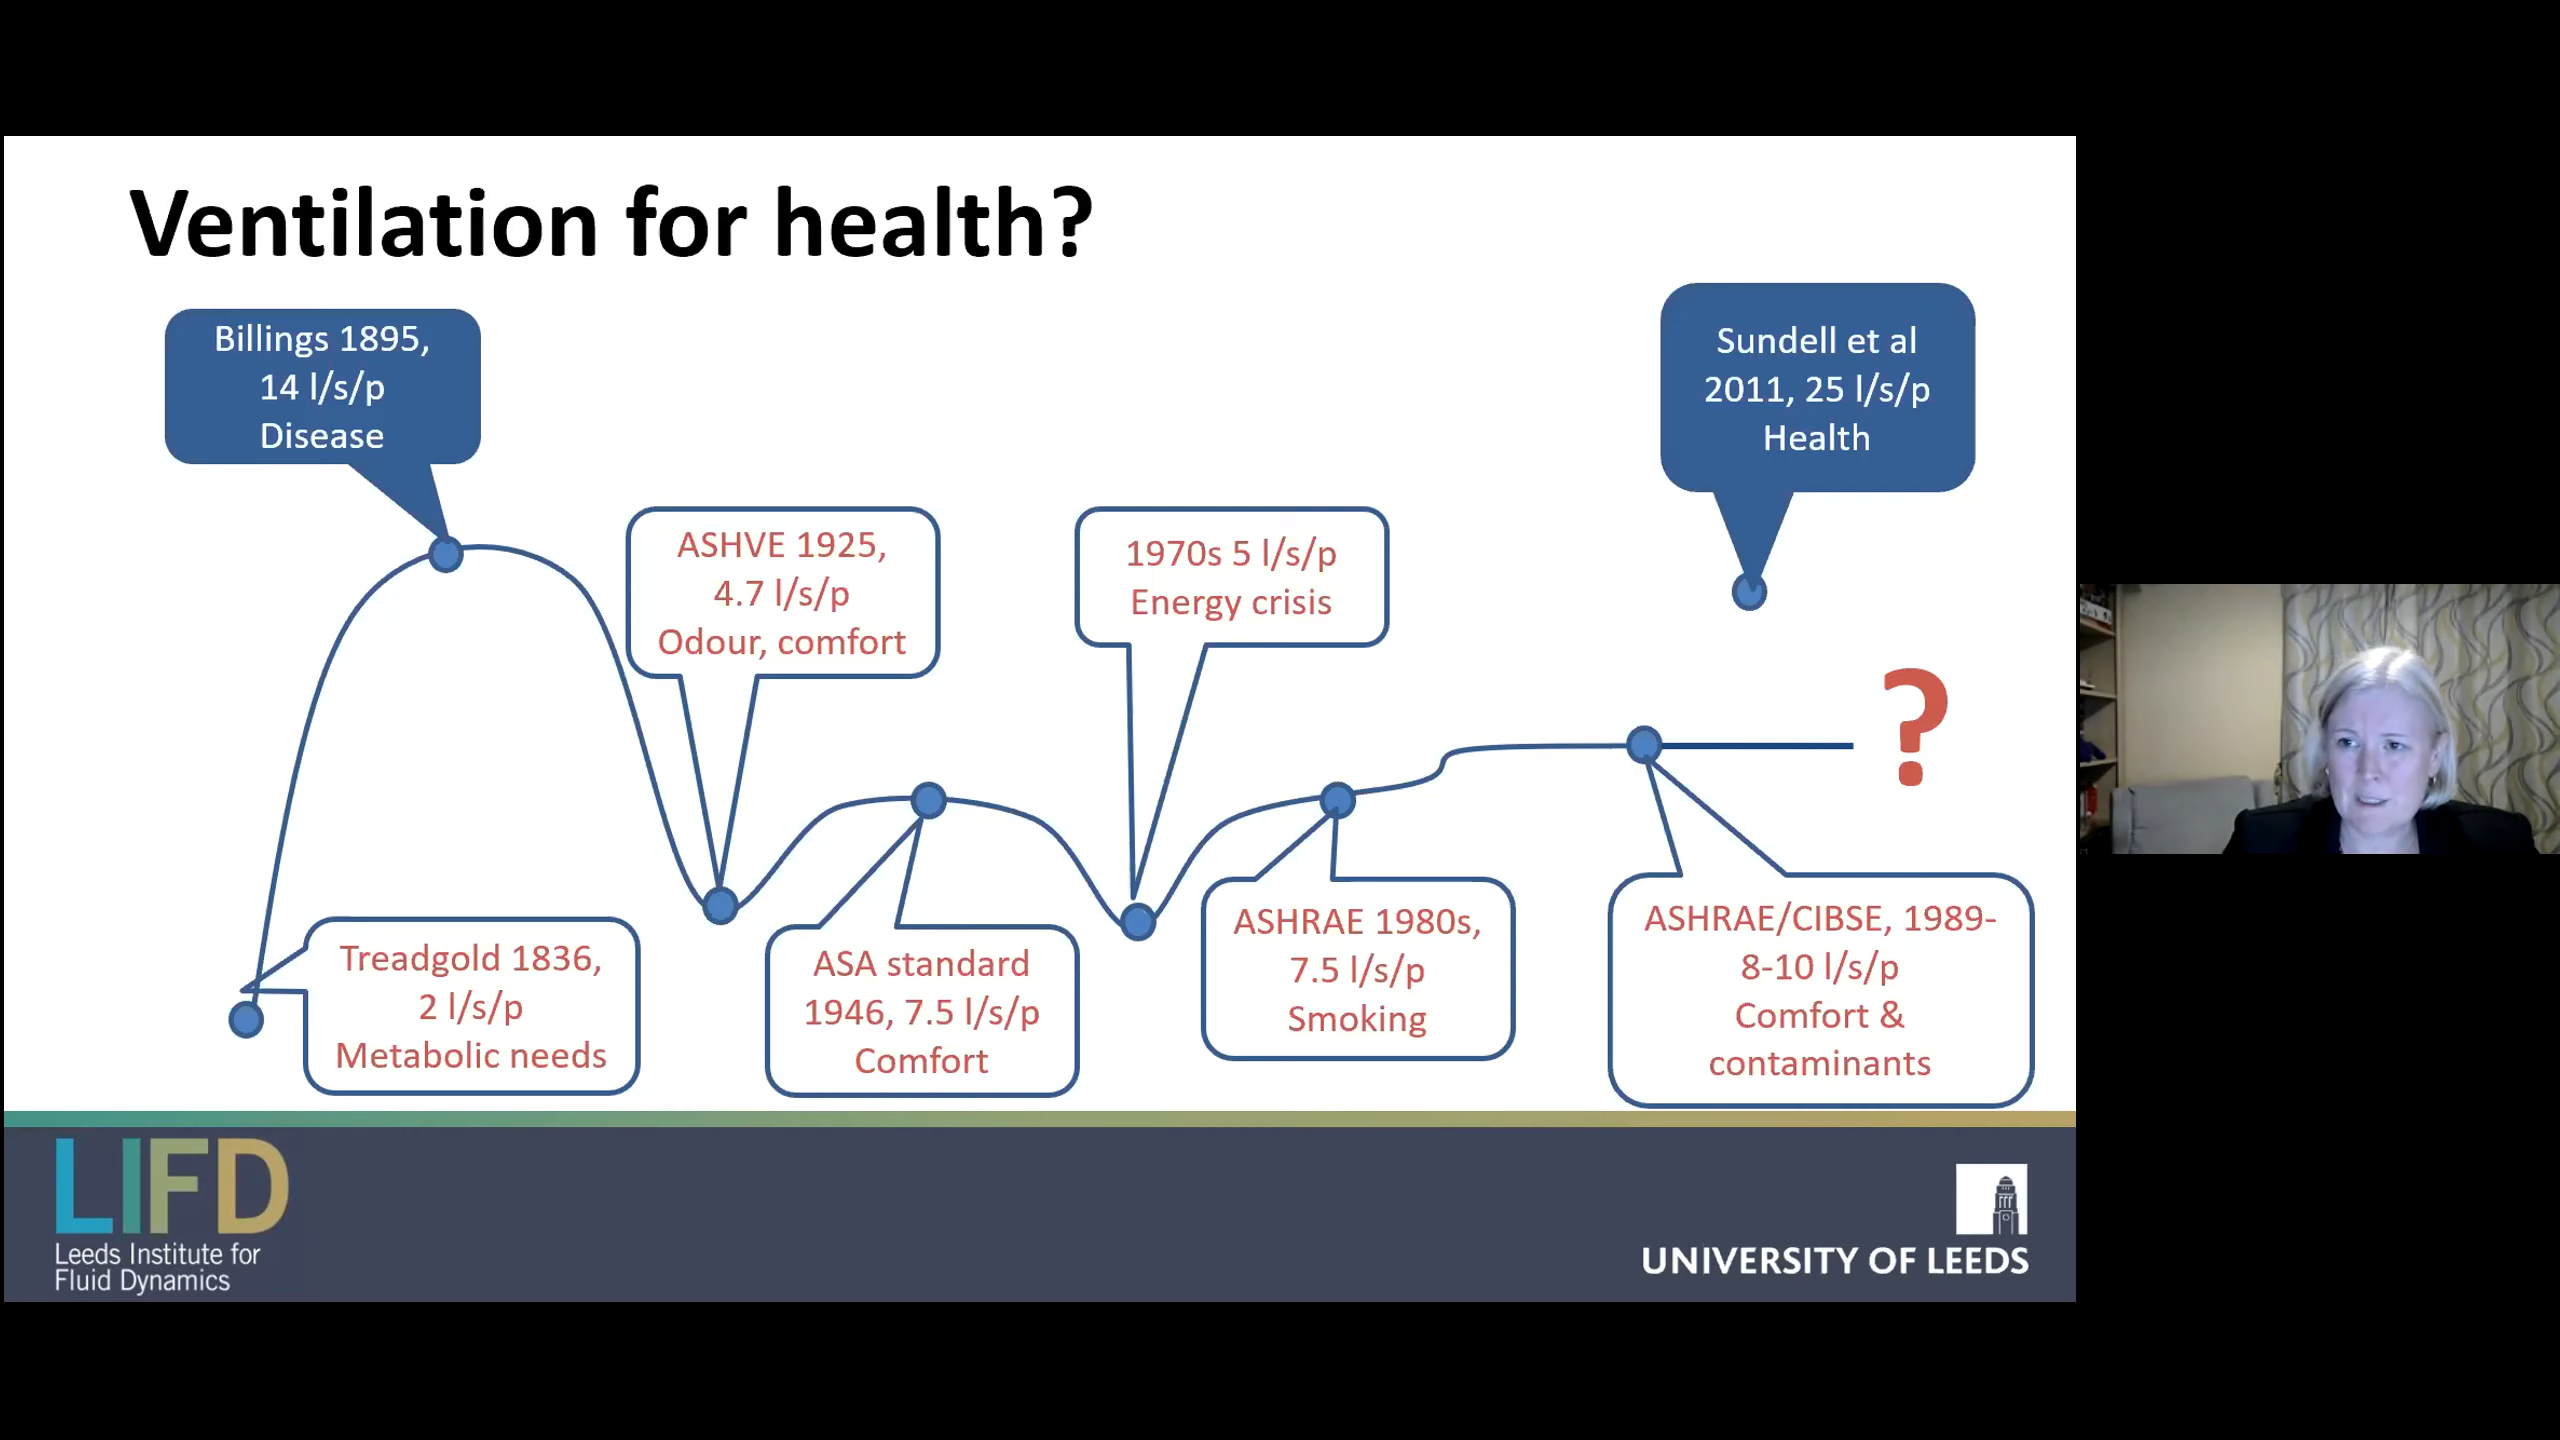 Ventilation for health?
Billings 1895,
14 l/s/p
Disease
Sundell et al
2011, 25 l/s/p
Health
ASHVE 1925,
4.7 l/s/p
Odour, comfort
1970s 5 l/s/p
Energy crisis
?
Treadgold 1836,
2 l/s/p
Metabolic needs
ASA standard
1946, 7.5 l/s/p
Comfort
ASHRAE 1980s,
7.5 l/s/p
Smoking
ASHRAE/CIBSE, 1989-
8-10 l/s/p
Comfort &
contaminants
LIFD
Leeds Institute for
Fluid Dynamics
UNIVERSITY OF LEEDS